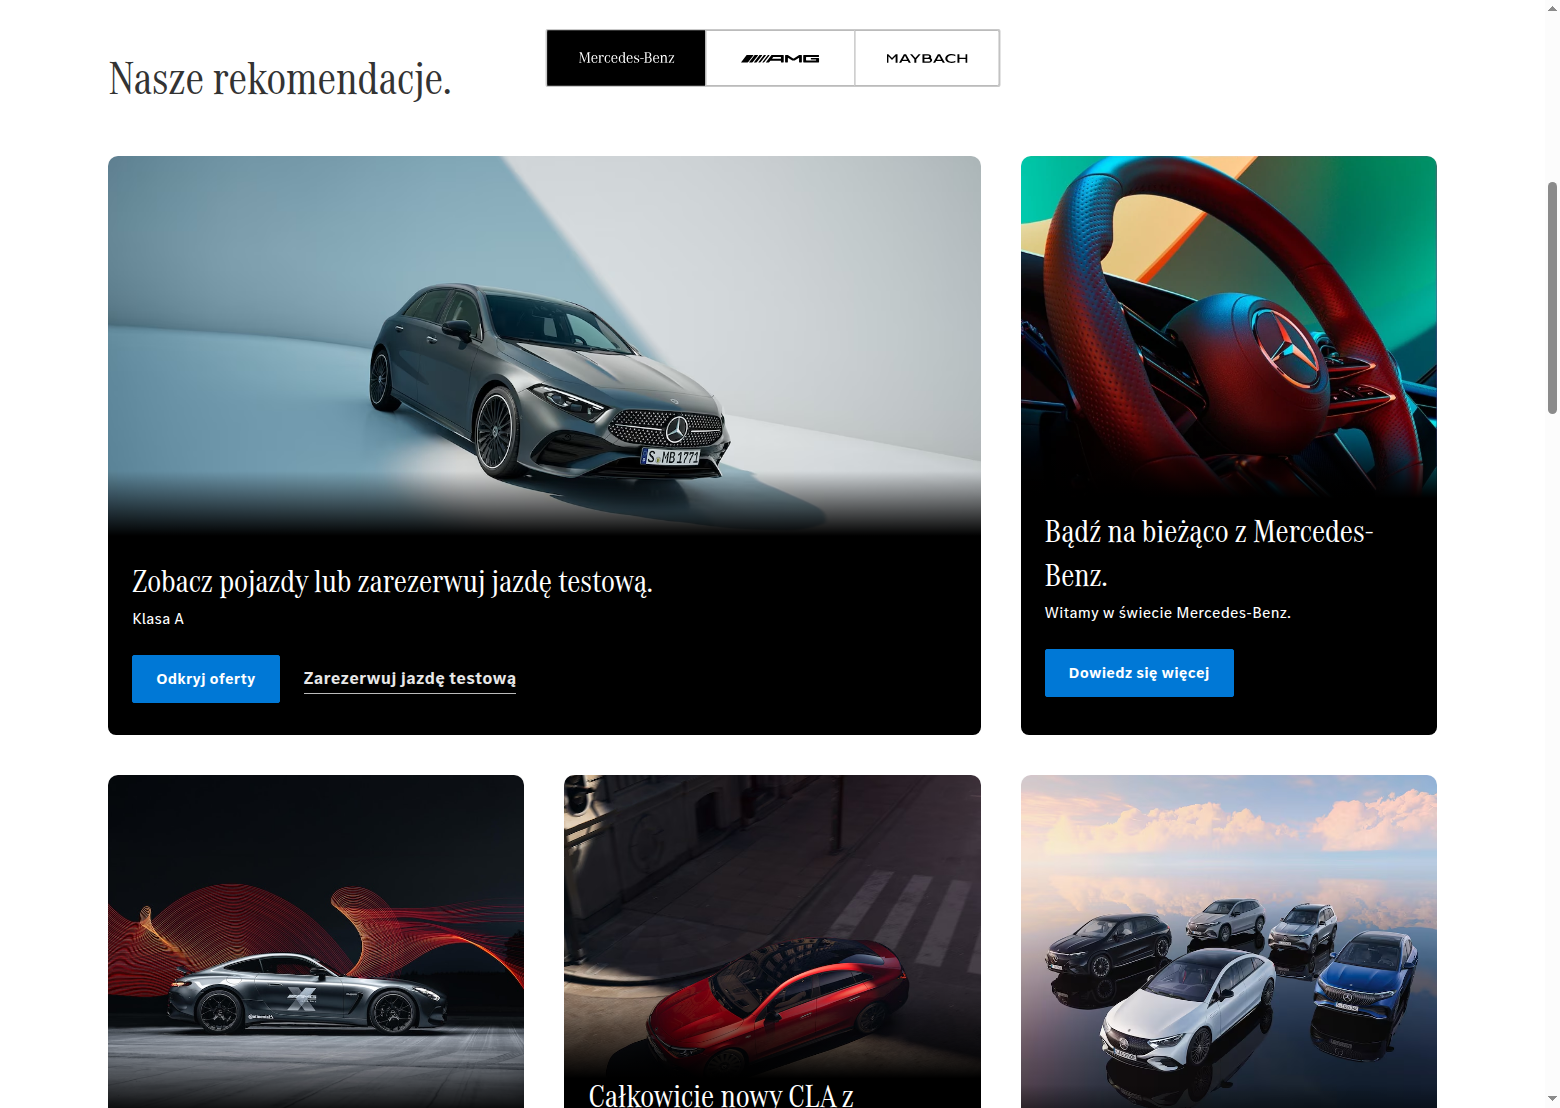 Nasze rekomendacje.
Mercedes-Benz
AMG
MAYBACH
S MB 1771
Zobacz pojazdy lub zarezerwuj jazdę testową.
Klasa A
Odkryj oferty
Zarezerwuj jazdę testową
Bądź na bieżąco z Mercedes-
Benz.
Witamy w świecie Mercedes-Benz.
Dowiedz się więcej
X
Całkowicie nowy CLA z